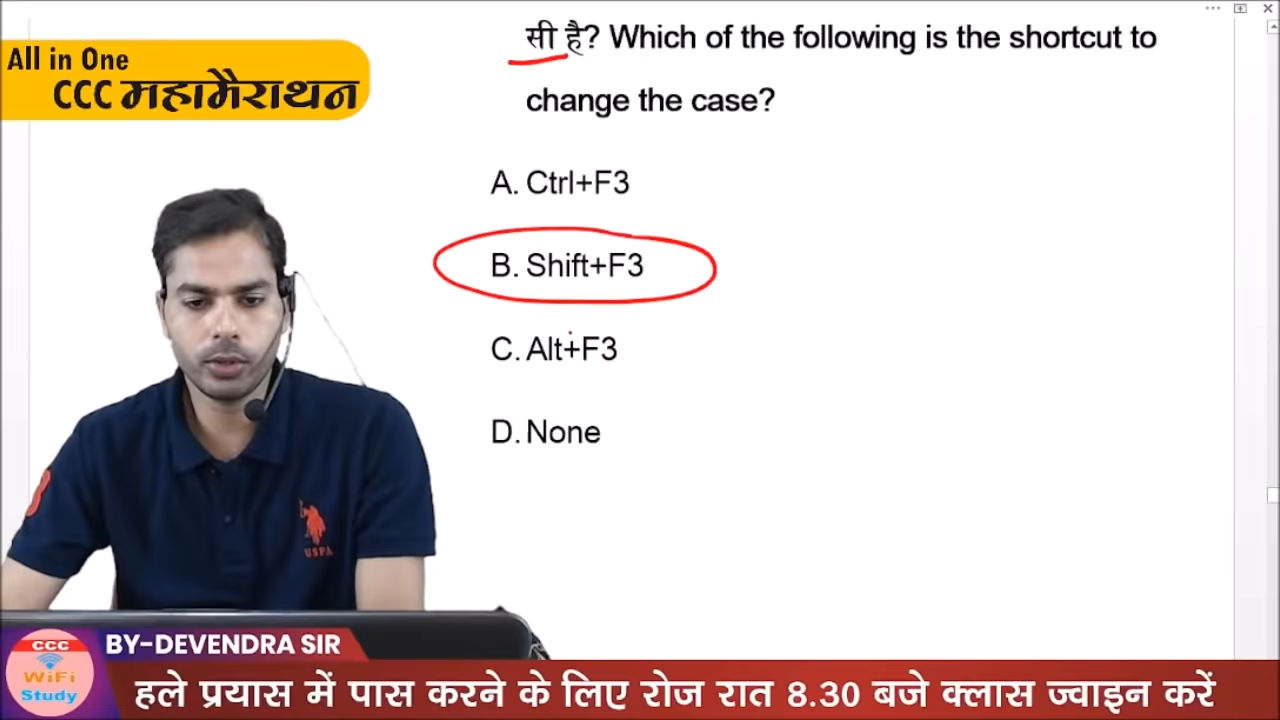 सी है? Which of the following is the shortcut to
change the case?
All in One
CCC महामैराथन
A. Ctrl+F3
B. Shift+F3
C. Alt+F3
D. None
3
USPA
BY-DEVENDRA SIR
CCC
WiFi
Study
हले प्रयास में पास करने के लिए रोज रात 8.30 बजे क्लास ज्वाइन करें